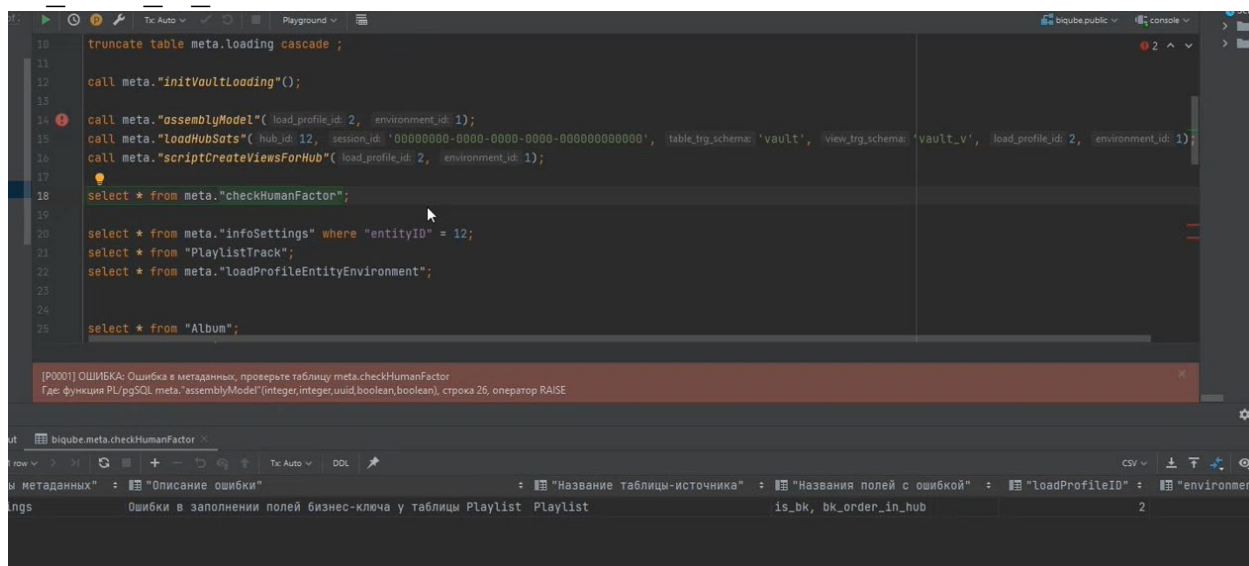 Tx: Auto Playground biqube.public console
10 truncate table meta.loading cascade ; 2
11
12 call meta."initVaultLoading"();
13
14 call meta."assemblyModel"( load_profile_id: 2, environment_id: 1);
15 call meta."loadHubSats"( hub_id: 12, session_id: '00000000-0000-0000-0000-000000000000', table_trg_schema: 'vault', view_trg_schema: 'vault_v', load_profile_id: 2, environment_id: 1);
16 call meta."scriptCreateViewsForHub"( load_profile_id: 2, environment_id: 1);
17
18 select * from meta."checkHumanFactor";
19
20 select * from meta."infoSettings" where "entityID" = 12;
21 select * from "PlaylistTrack";
22 select * from meta."loadProfileEntityEnvironment";
23
24
25 select * from "Album";
[P0001] ОШИБКА: Ошибка в метаданных, проверьте таблицу meta.checkHumanFactor
Где: функция PL/pgSQL meta."assemblyModel"(integer,integer,uuid,boolean,boolean), строка 26, оператор RAISE
ut biqube.meta.checkHumanFactor
1 row Tx: Auto DDL CSV
ы метаданных" "Описание ошибки" "Название таблицы-источника" "Названия полей с ошибкой" "loadProfileID" "environmen
ings Ошибки в заполнении полей бизнес-ключа у таблицы Playlist Playlist is_bk, bk_order_in_hub 2